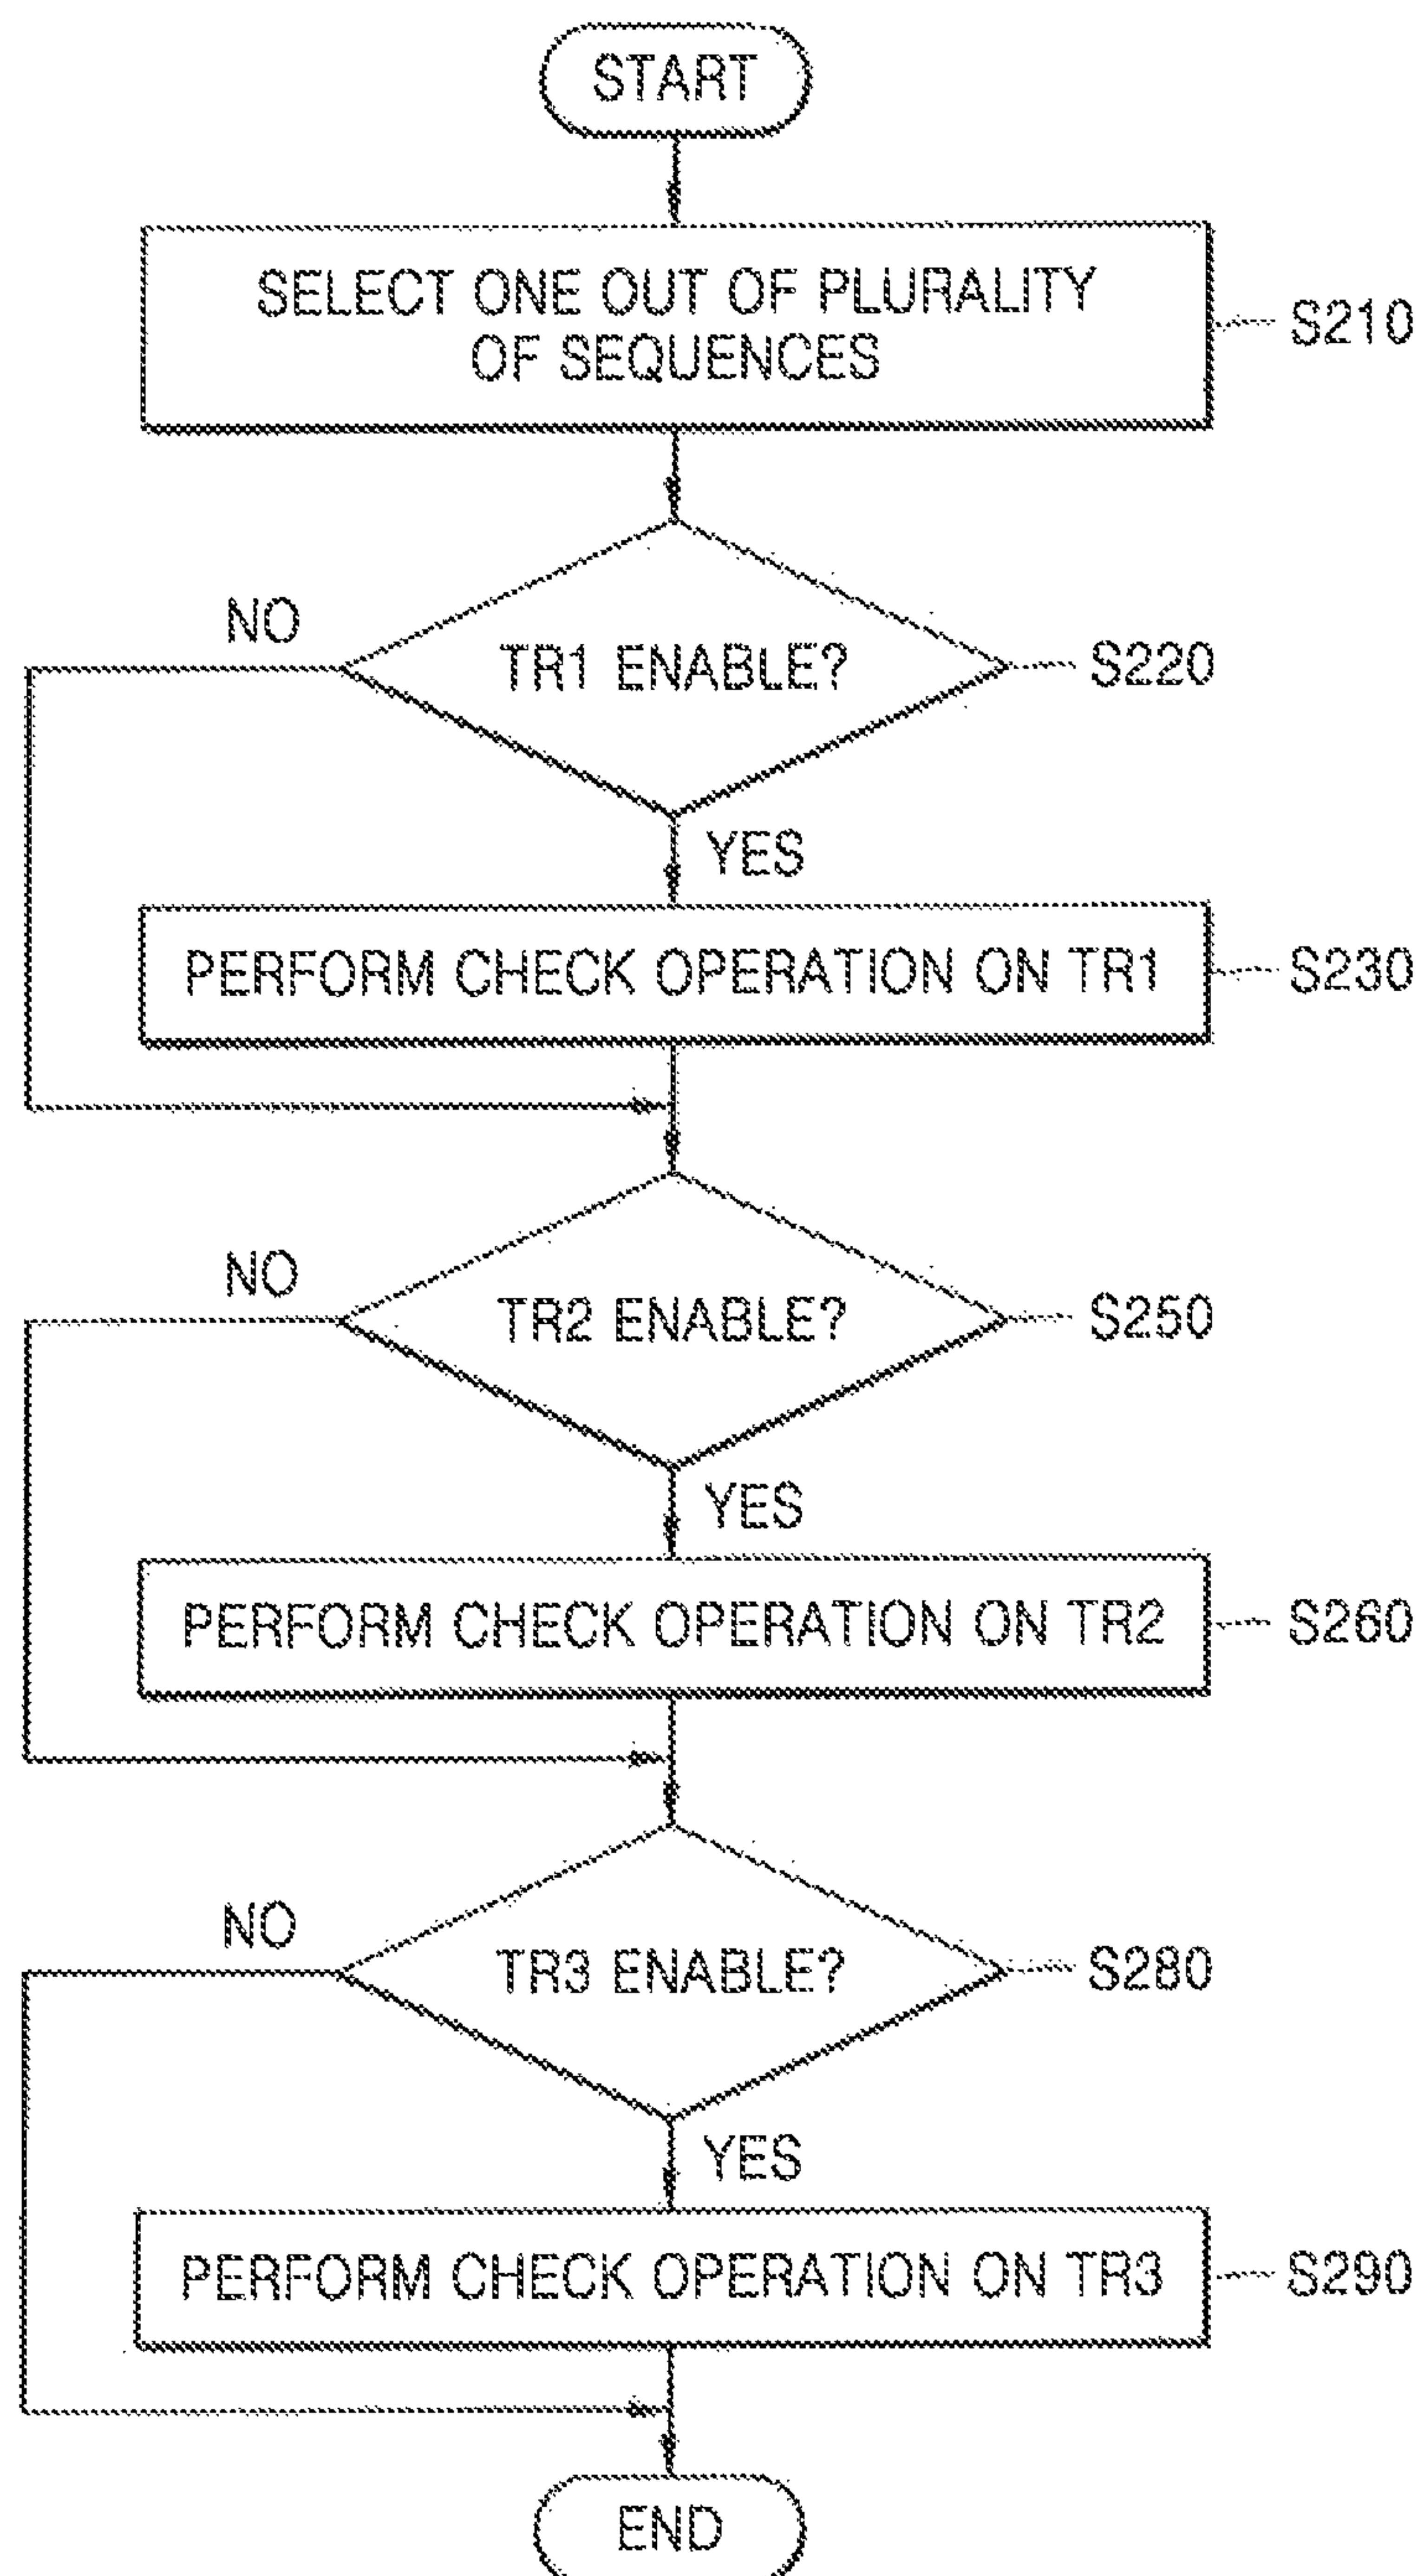 START
SELECT ONE OUT OF PLURALITY
OF SEQUENCES
S210
NO
TR1 ENABLE?
S220
YES
PERFORM CHECK OPERATION ON TR1
S230
NO
TR2 ENABLE?
S250
YES
PERFORM CHECK OPERATION ON TR2
S260
NO
TR3 ENABLE?
S280
YES
PERFORM CHECK OPERATION ON TR3
S290
END